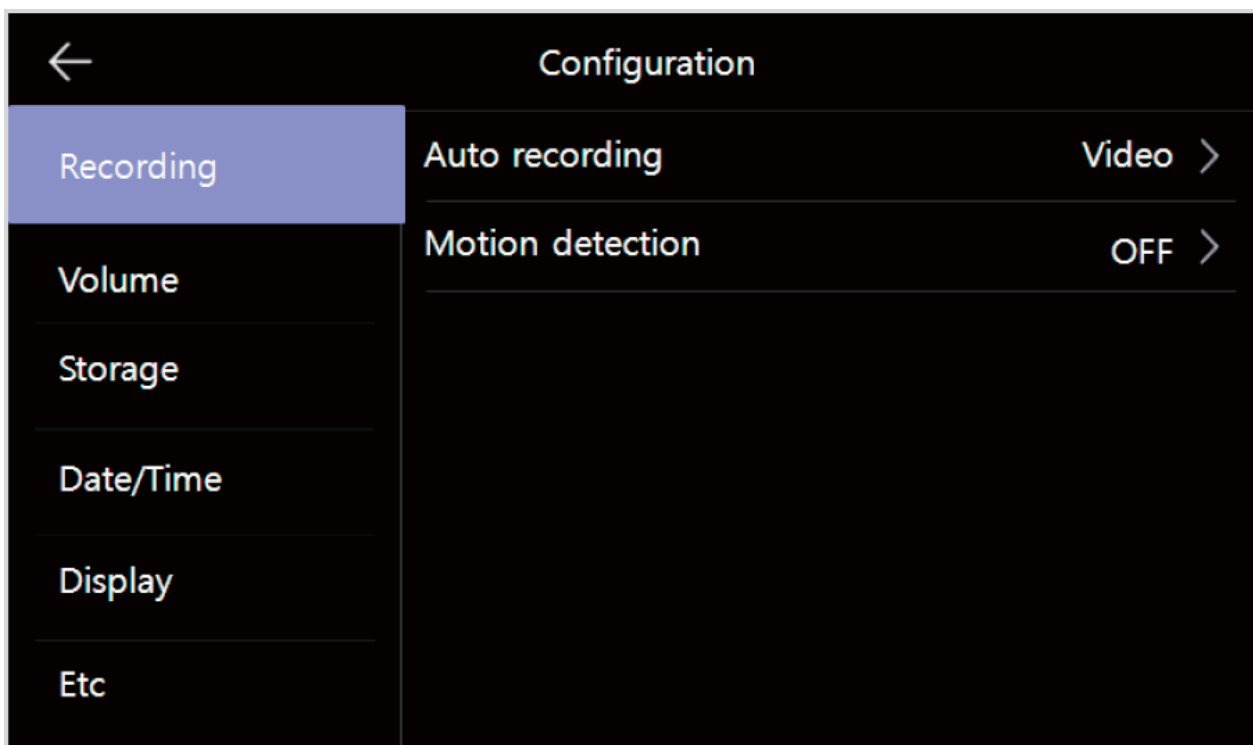 Configuration
Recording
Volume
Storage
Date/Time
Display
Etc
Auto recording Video
Motion detection OFF